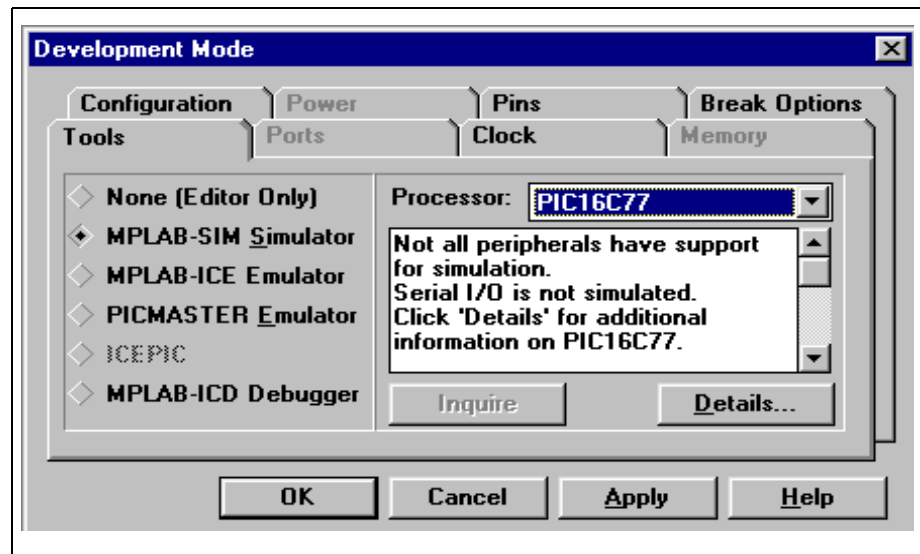 Development Mode
Configuration Power Pins Break Options
Tools Ports Clock Memory
None (Editor Only)
MPLAB-SIM Simulator
MPLAB-ICE Emulator
PICMASTER Emulator
ICEPIC
MPLAB-ICD Debugger
Processor: PIC16C77
Not all peripherals have support
for simulation.
Serial I/O is not simulated.
Click 'Details' for additional
information on PIC16C77.
Inquire Details...
OK Cancel Apply Help